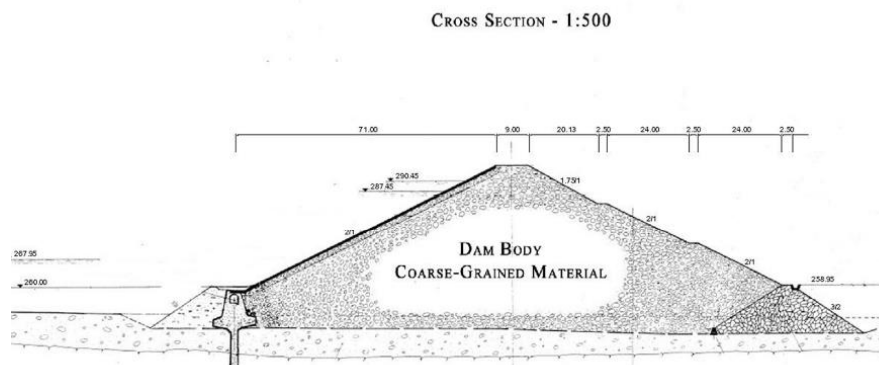 CROSS SECTION - 1:500
71.00 9.00 20.13 2.50 24.00 2.50 24.00 2.50
290.45
287.45
1.75/1
2/1
2/1
2/1
DAM BODY
COARSE-GRAINED MATERIAL
267.95
260.00
258.95
3/2